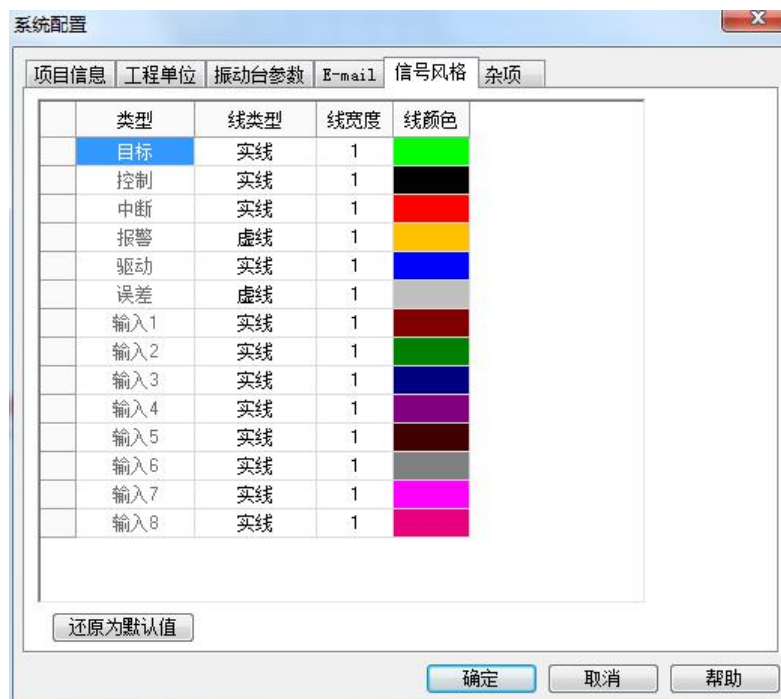 系统配置
项目信息 工程单位 振动台参数 E-mail 信号风格 杂项
类型 线类型 线宽度 线颜色
目标 实线 1
控制 实线 1
中断 实线 1
报警 虚线 1
驱动 实线 1
误差 虚线 1
输入1 实线 1
输入2 实线 1
输入3 实线 1
输入4 实线 1
输入5 实线 1
输入6 实线 1
输入7 实线 1
输入8 实线 1
还原为默认值
确定 取消 帮助